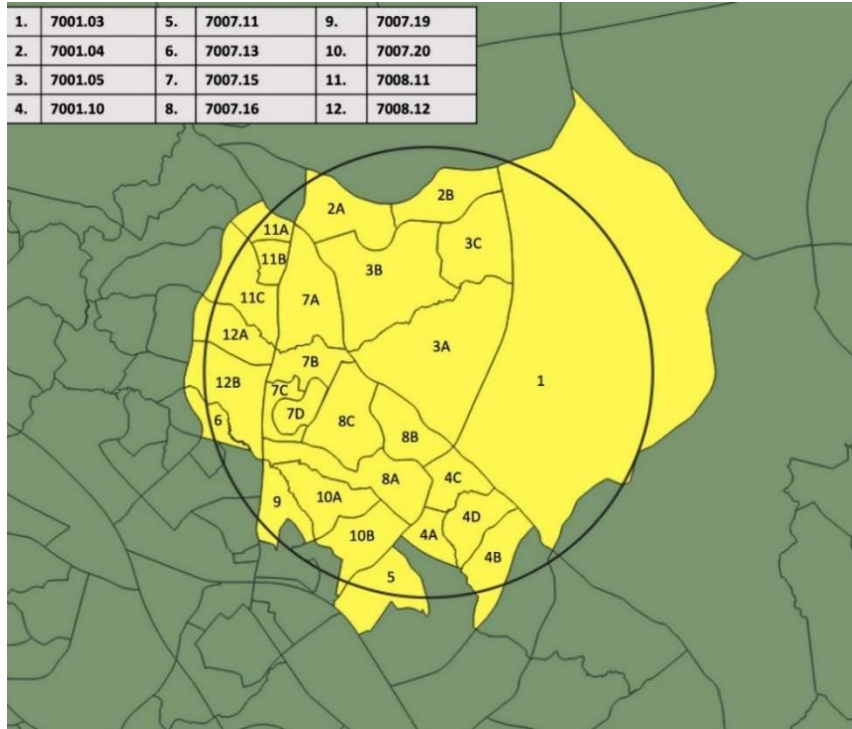 1. 7001.03 5. 7007.11 9. 7007.19
2. 7001.04 6. 7007.13 10. 7007.20
3. 7001.05 7. 7007.15 11. 7008.11
4. 7001.10 8. 7007.16 12. 7008.12
2A 2B
11A 3C
11B 3B
11C 7A
12A 3A
7B
12B 7C 1
7D
6 8C 8B
8A 4C
9 10A 4D
10B 4A
4B
5